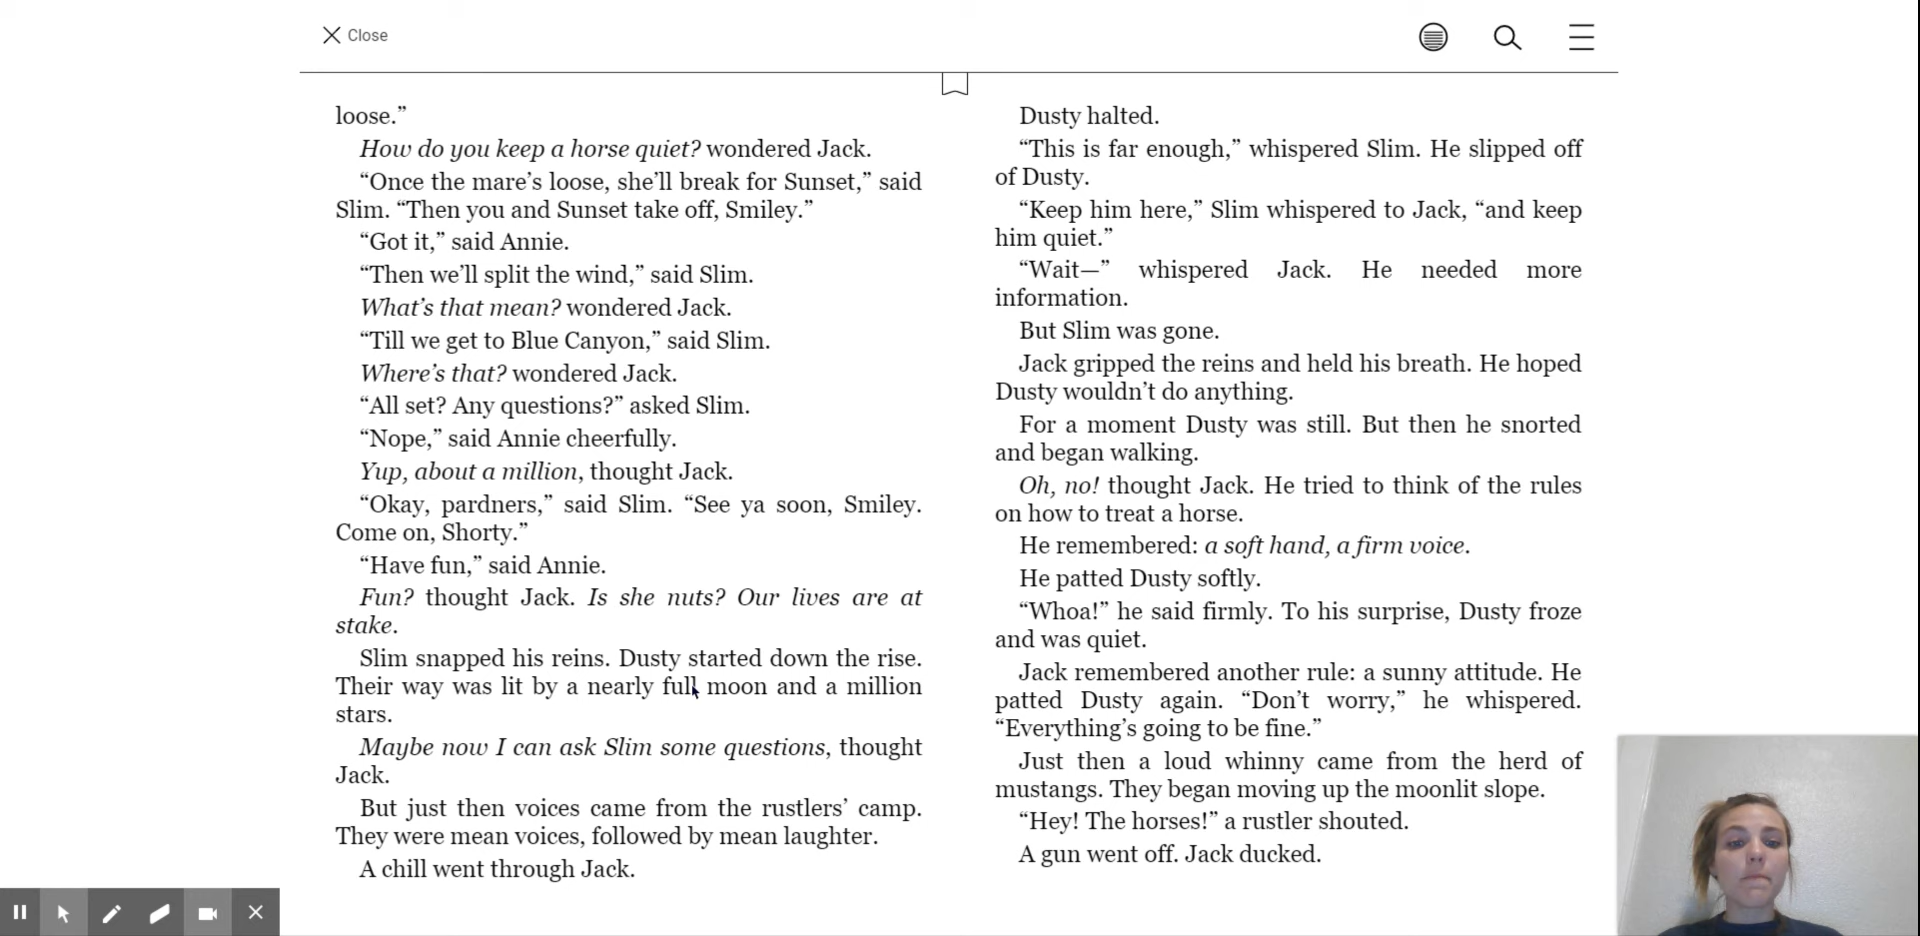 Close
loose.”
How do you keep a horse quiet? wondered Jack.
“Once the mare’s loose, she’ll break for Sunset,” said
Slim. “Then you and Sunset take off, Smiley.”
“Got it,” said Annie.
“Then we’ll split the wind,” said Slim.
What’s that mean? wondered Jack.
“Till we get to Blue Canyon,” said Slim.
Where’s that? wondered Jack.
“All set? Any questions?” asked Slim.
“Nope,” said Annie cheerfully.
Yup, about a million, thought Jack.
“Okay, pardners,” said Slim. “See ya soon, Smiley.
Come on, Shorty.”
“Have fun,” said Annie.
Fun? thought Jack. Is she nuts? Our lives are at
stake.
Slim snapped his reins. Dusty started down the rise.
Their way was lit by a nearly full moon and a million
stars.
Maybe now I can ask Slim some questions, thought
Jack.
But just then voices came from the rustlers’ camp.
They were mean voices, followed by mean laughter.
A chill went through Jack.
Dusty halted.
“This is far enough,” whispered Slim. He slipped off
of Dusty.
“Keep him here,” Slim whispered to Jack, “and keep
him quiet.”
“Wait—” whispered Jack. He needed more
information.
But Slim was gone.
Jack gripped the reins and held his breath. He hoped
Dusty wouldn’t do anything.
For a moment Dusty was still. But then he snorted
and began walking.
Oh, no! thought Jack. He tried to think of the rules
on how to treat a horse.
He remembered: a soft hand, a firm voice.
He patted Dusty softly.
“Whoa!” he said firmly. To his surprise, Dusty froze
and was quiet.
Jack remembered another rule: a sunny attitude. He
patted Dusty again. “Don’t worry,” he whispered.
“Everything’s going to be fine.”
Just then a loud whinny came from the herd of
mustangs. They began moving up the moonlit slope.
“Hey! The horses!” a rustler shouted.
A gun went off. Jack ducked.